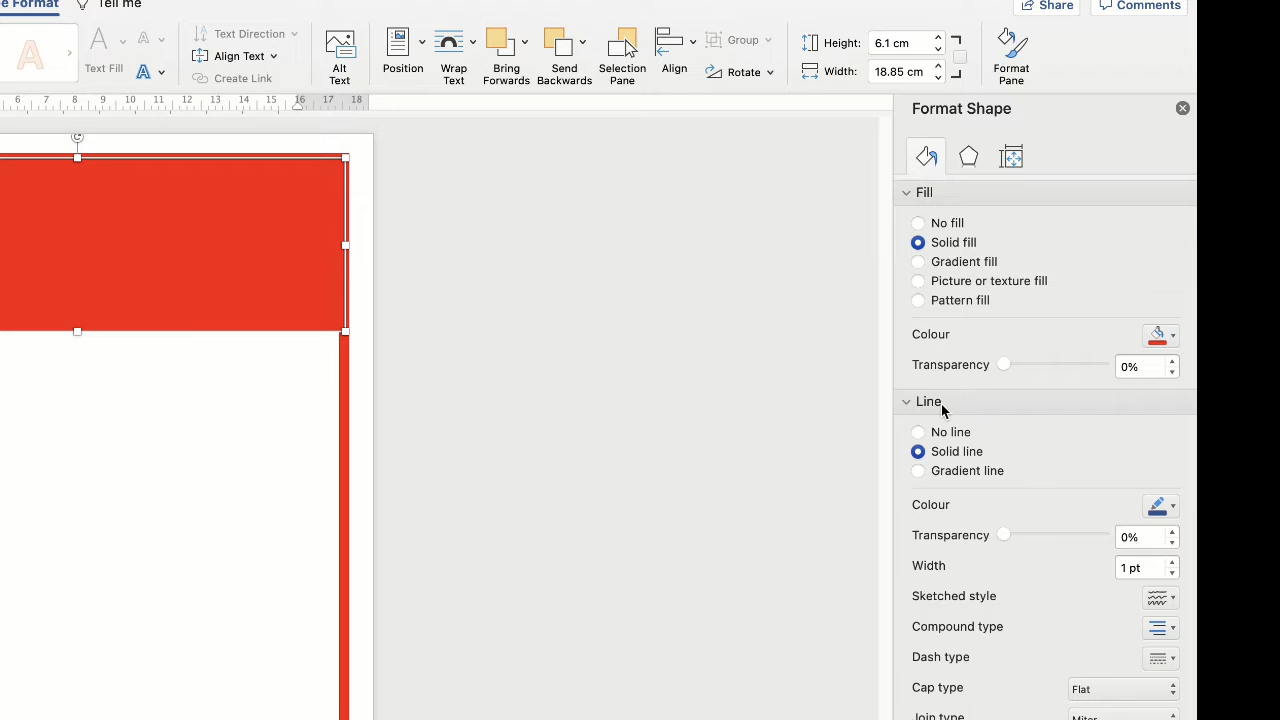 e Format
Tell me
Share
Comments
A
A
A
A
Text Fill
Text Direction
Align Text
Create Link
Alt
Text
Position
Wrap
Text
Bring
Forwards
Send
Backwards
Selection
Pane
Align
Group
Rotate
Height:
6.1 cm
Width:
18.85 cm
Format
Pane
6 7 8 9 10 11 12 13 14 15 16 17 18
Format Shape
Fill
No fill
Solid fill
Gradient fill
Picture or texture fill
Pattern fill
Colour
Transparency
0%
Line
No line
Solid line
Gradient line
Colour
Transparency
0%
Width
1 pt
Sketched style
Compound type
Dash type
Cap type
Flat
Join type
Miter